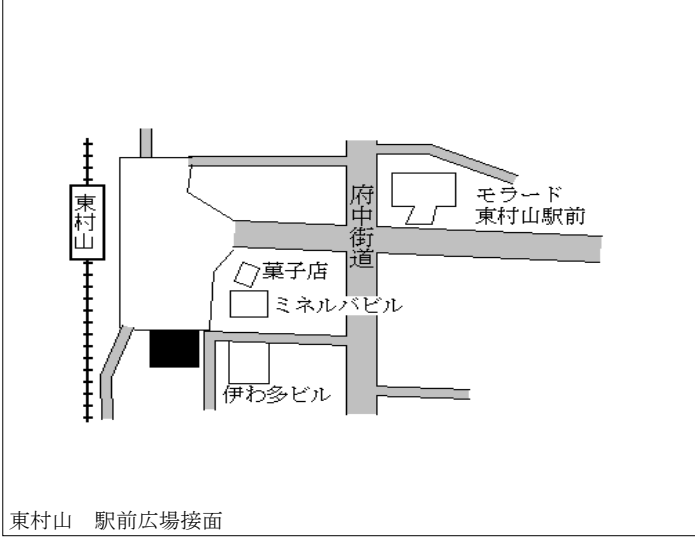 東村山
府中街道
モラード
東村山駅前
菓子店
ミネルバビル
伊わ多ビル
東村山　駅前広場接面